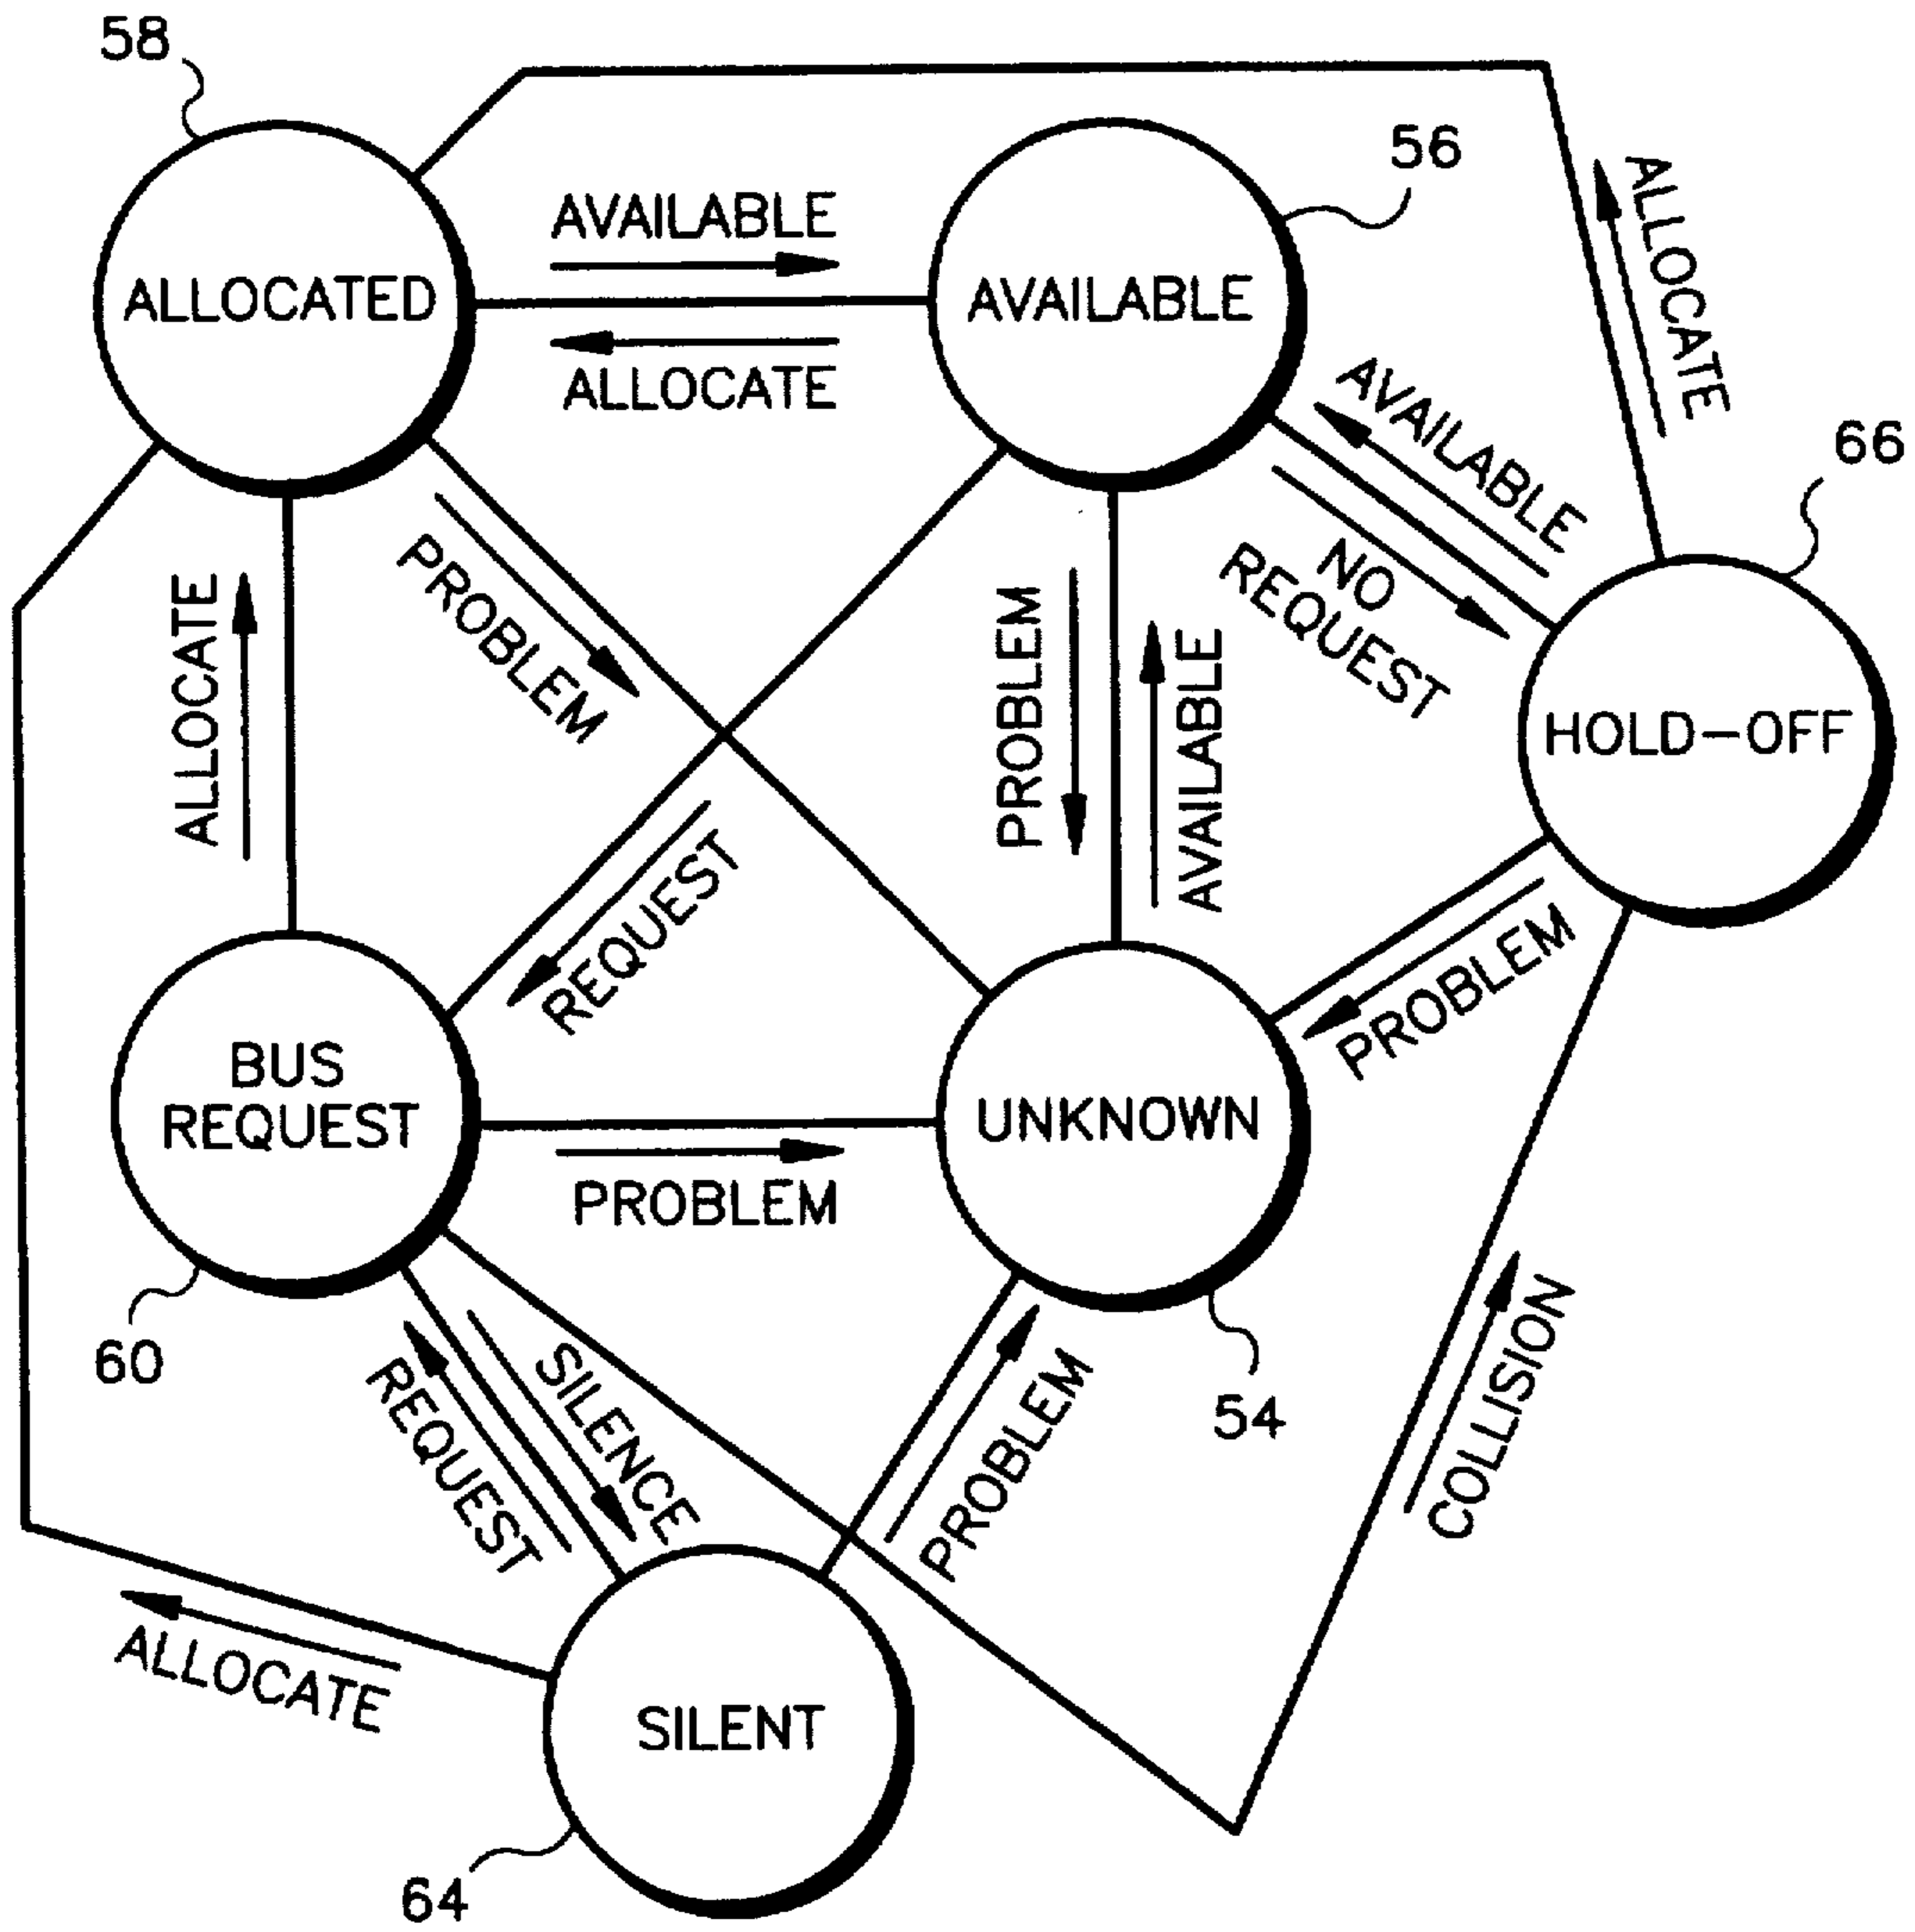 58
56
AVAILABLE
ALLOCATE
ALLOCATED
AVAILABLE
ALLOCATE
AVAILABLE
66
NO
REQUEST
PROBLEM
ALLOCATE
PROBLEM
AVAILABLE
HOLD-OFF
REQUEST
PROBLEM
BUS
REQUEST
UNKNOWN
PROBLEM
60
54
SILENCE
REQUEST
PROBLEM
COLLISION
ALLOCATE
SILENT
64